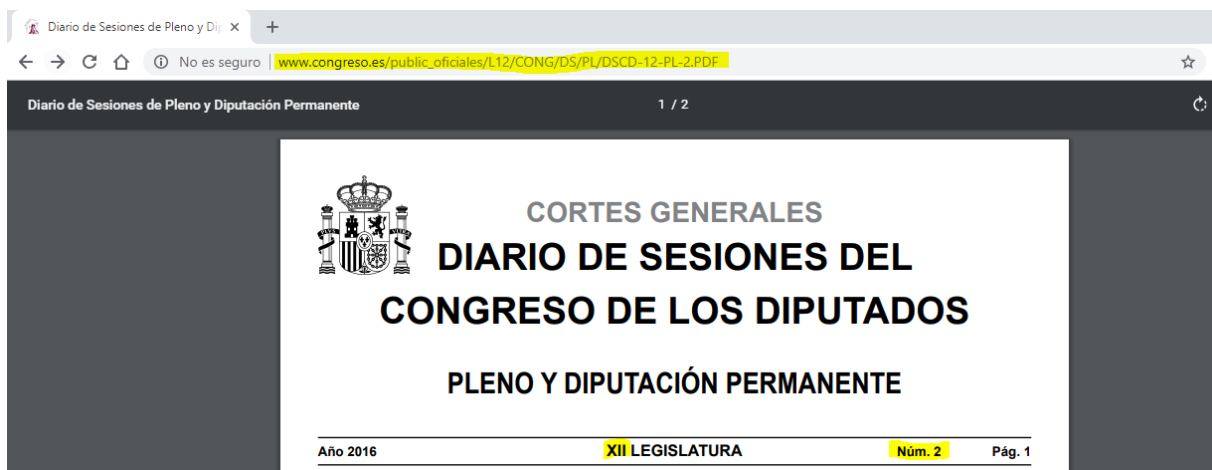 Diario de Sesiones de Pleno y Di
No es seguro www.congreso.es/public_oficiales/L12/CONG/DS/PL/DSCD-12-PL-2.PDF
Diario de Sesiones de Pleno y Diputación Permanente 1 / 2
CORTES GENERALES
DIARIO DE SESIONES DEL
CONGRESO DE LOS DIPUTADOS
PLENO Y DIPUTACIÓN PERMANENTE
Año 2016 XII LEGISLATURA Núm. 2 Pág. 1